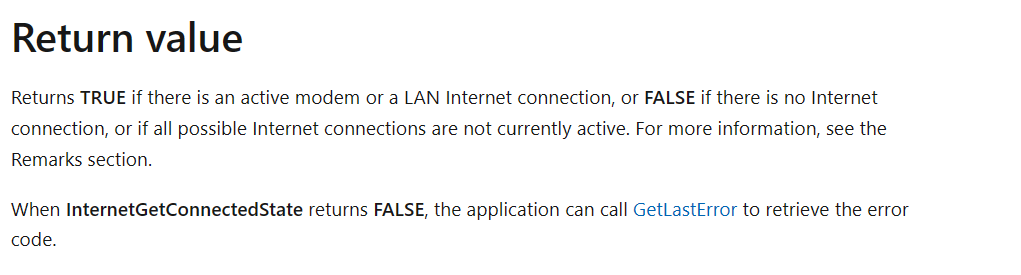 Return value
Returns TRUE if there is an active modem or a LAN Internet connection, or FALSE if there is no Internet
connection, or if all possible Internet connections are not currently active. For more information, see the
Remarks section.
When InternetGetConnectedState returns FALSE, the application can call GetLastError to retrieve the error
code.